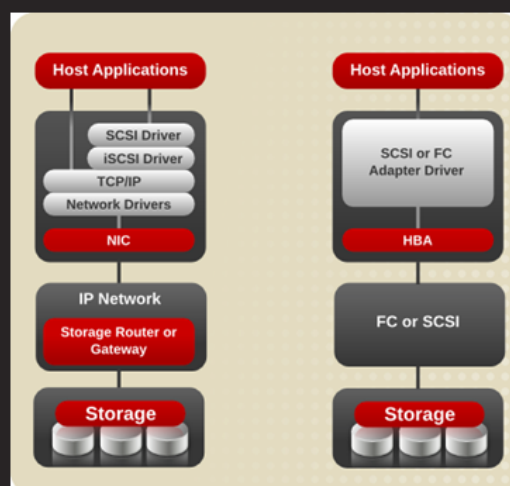 Host Applications
SCSI Driver
iSCSI Driver
TCP/IP
Network Drivers
NIC
IP Network
Storage Router or
Gateway
Storage
Host Applications
SCSI or FC
Adapter Driver
HBA
FC or SCSI
Storage